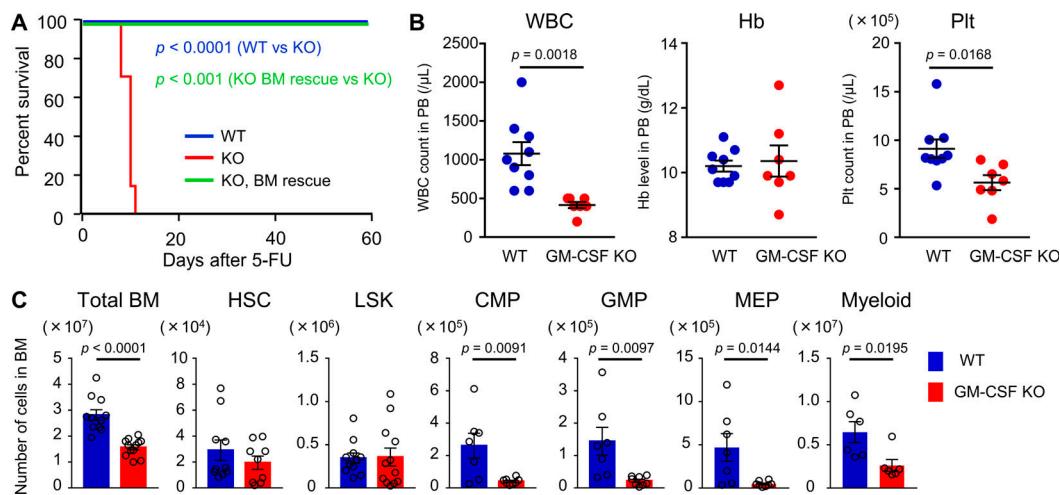 A
Percent survival
100
80
60
40
20
0
p < 0.0001 (WT vs KO)
p < 0.001 (KO BM rescue vs KO)
WT
KO
KO, BM rescue
0 20 40 60
Days after 5-FU
B
WBC
WBC count in PB (/μL)
2500
2000
1500
1000
500
0
p = 0.0018
WT GM-CSF KO
Hb
Hb level in PB (g/dL)
14
12
10
8
WT GM-CSF KO
Plt
(×10⁵)
Plt count in PB (/μL)
20
15
10
5
0
p = 0.0168
WT GM-CSF KO
C
Number of cells in BM
Total BM
(×10⁷)
p < 0.0001
5
4
3
2
1
0
HSC
(×10⁴)
10
8
6
4
2
0
LSK
(×10⁶)
1.5
1.0
0.5
0
CMP
(×10⁵)
p = 0.0091
8
6
4
2
0
GMP
(×10⁵)
p = 0.0097
4
3
2
1
0
MEP
(×10⁵)
p = 0.0144
15
10
5
0
Myeloid
(×10⁷)
p = 0.0195
1.5
1.0
0.5
0
WT
GM-CSF KO